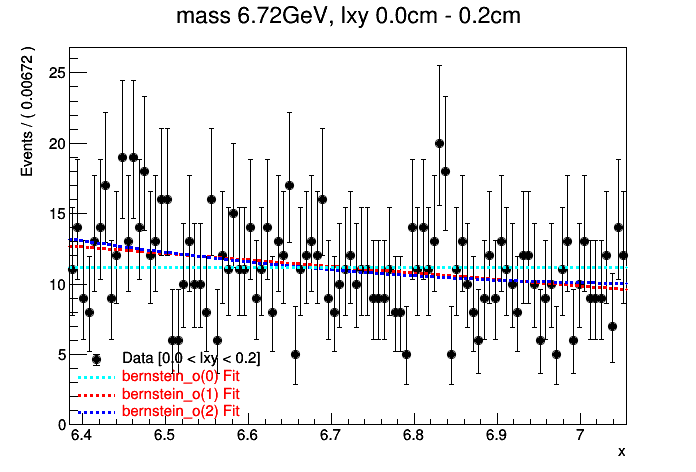 mass 6.72GeV, lxy 0.0cm - 0.2cm
Events / ( 0.00672 )
25
20
15
10
5
0
Data [0.0 < lxy < 0.2]
bernstein_o(0) Fit
bernstein_o(1) Fit
bernstein_o(2) Fit
6.4 6.5 6.6 6.7 6.8 6.9 7
x